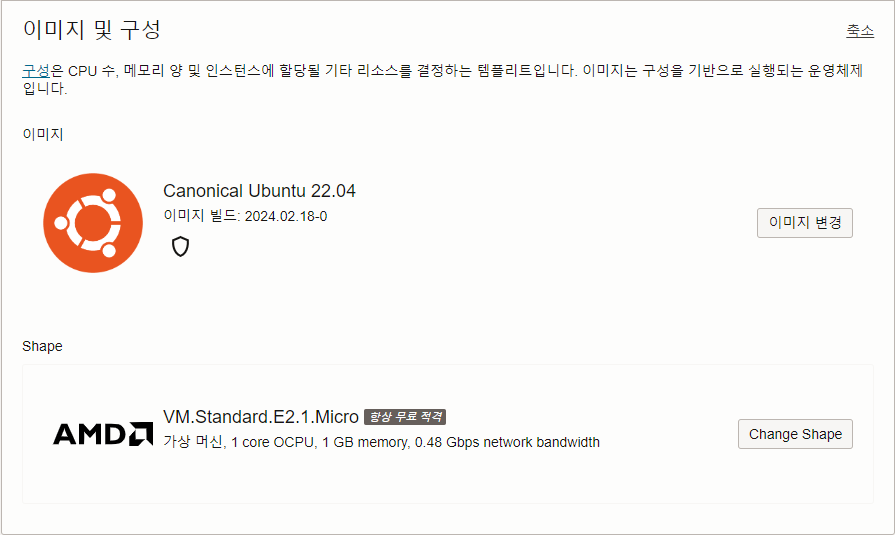 이미지 및 구성
축소
구성은 CPU 수, 메모리 양 및 인스턴스에 할당될 기타 리소스를 결정하는 템플리트입니다. 이미지는 구성을 기반으로 실행되는 운영체제
입니다.
이미지
Canonical Ubuntu 22.04
이미지 빌드: 2024.02.18-0
이미지 변경
Shape
AMD
VM.Standard.E2.1.Micro 항상 무료 적격
가상 머신, 1 core OCPU, 1 GB memory, 0.48 Gbps network bandwidth
Change Shape